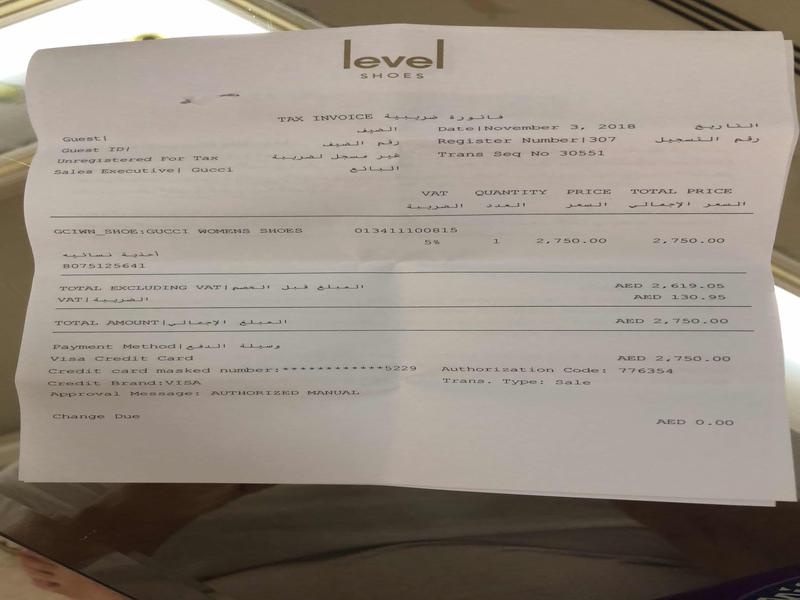 level
SHOES
TAX INVOICE فاتورة ضريبية
Guest| الضيف
Date|November 3, 2018 التاريخ
Guest ID| رقم الضيف
Register Number|307 رقم التسجيل
Unregistered For Tax غير مسجل لضريبة
Trans Seq No 30551
Sales Executive| Gucci البائع
VAT QUANTITY PRICE TOTAL PRICE
الضريبة العدد السعر السعر الإجمالي
GCIWN_SHOE:GUCCI WOMENS SHOES 013411100815
5% 1 2,750.00 2,750.00
أحذية نسائيه
8075125641
TOTAL EXCLUDING VAT|المبلغ قبل الخصم AED 2,619.05
VAT|الضريبة AED 130.95
TOTAL AMOUNT|المبلغ الإجمالي AED 2,750.00
Payment Method|وسيلة الدفع
Visa Credit Card AED 2,750.00
Credit card masked number:************5229 Authorization Code: 776354
Credit Brand:VISA Trans. Type: Sale
Approval Message: AUTHORIZED MANUAL
Change Due AED 0.00